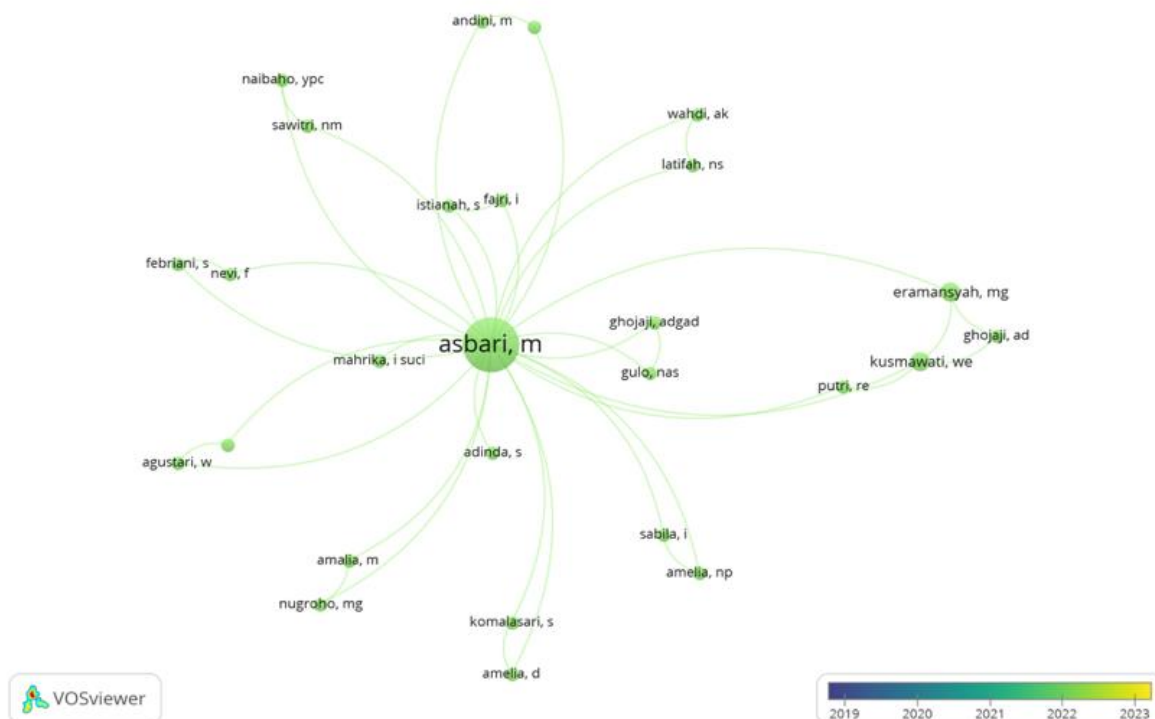 andini, m
naibaho, ypc
wahdi, ak
sawitri, nm
latifah, ns
istianah, s
fajri, i
febriani, s
nevi, f
eramansyah, mg
ghojaji, adgad
ghojaji, ad
asbari, m
mahrika, i suci
kusmawati, we
gulo, nas
putri, re
adinda, s
agustari, w
sabila, i
amalia, m
amelia, np
nugroho, mg
komalasari, s
amelia, d
VOSviewer
2019 2020 2021 2022 2023